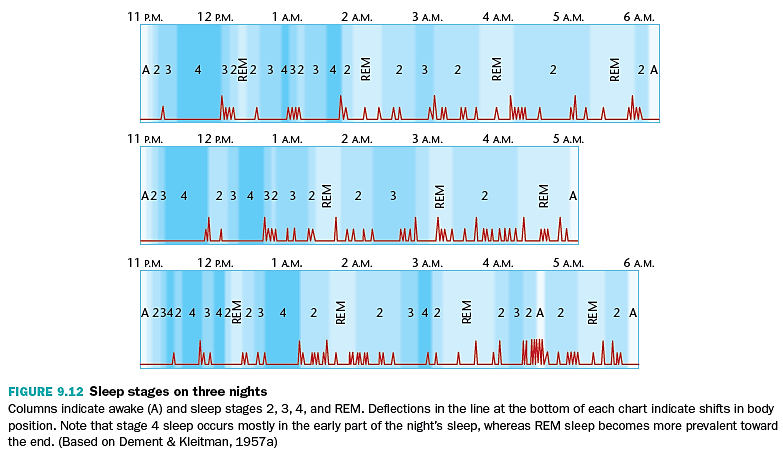 11 P.M. 12 P.M. 1 A.M. 2 A.M. 3 A.M. 4 A.M. 5 A.M. 6 A.M.
A 2 3 4 3 2 REM 2 3 4 3 2 3 4 2 REM 2 3 2 REM 2 REM 2 A
11 P.M. 12 P.M. 1 A.M. 2 A.M. 3 A.M. 4 A.M. 5 A.M.
A 2 3 4 2 3 4 3 2 3 2 REM 2 3 REM 2 REM A
11 P.M. 12 P.M. 1 A.M. 2 A.M. 3 A.M. 4 A.M. 5 A.M. 6 A.M.
A 2 3 4 2 4 3 4 2 REM 2 3 4 2 REM 2 3 4 2 REM 2 3 2 A 2 REM 2 A
FIGURE 9.12 Sleep stages on three nights
Columns indicate awake (A) and sleep stages 2, 3, 4, and REM. Deflections in the line at the bottom of each chart indicate shifts in body
position. Note that stage 4 sleep occurs mostly in the early part of the night's sleep, whereas REM sleep becomes more prevalent toward
the end. (Based on Dement & Kleitman, 1957a)